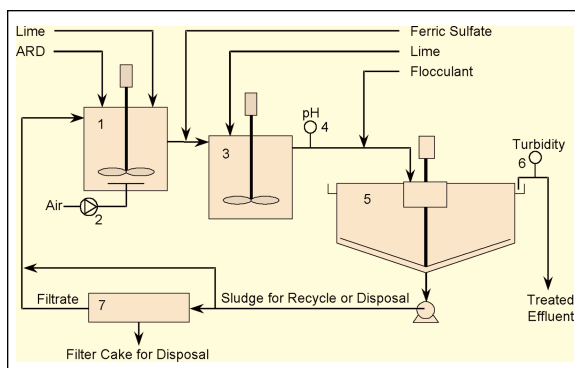 Lime
ARD
Ferric Sulfate
Lime
Flocculant
1
3
pH
4
Turbidity
6
5
Air
2
Filtrate
Sludge for Recycle or Disposal
7
Treated
Effluent
Filter Cake for Disposal